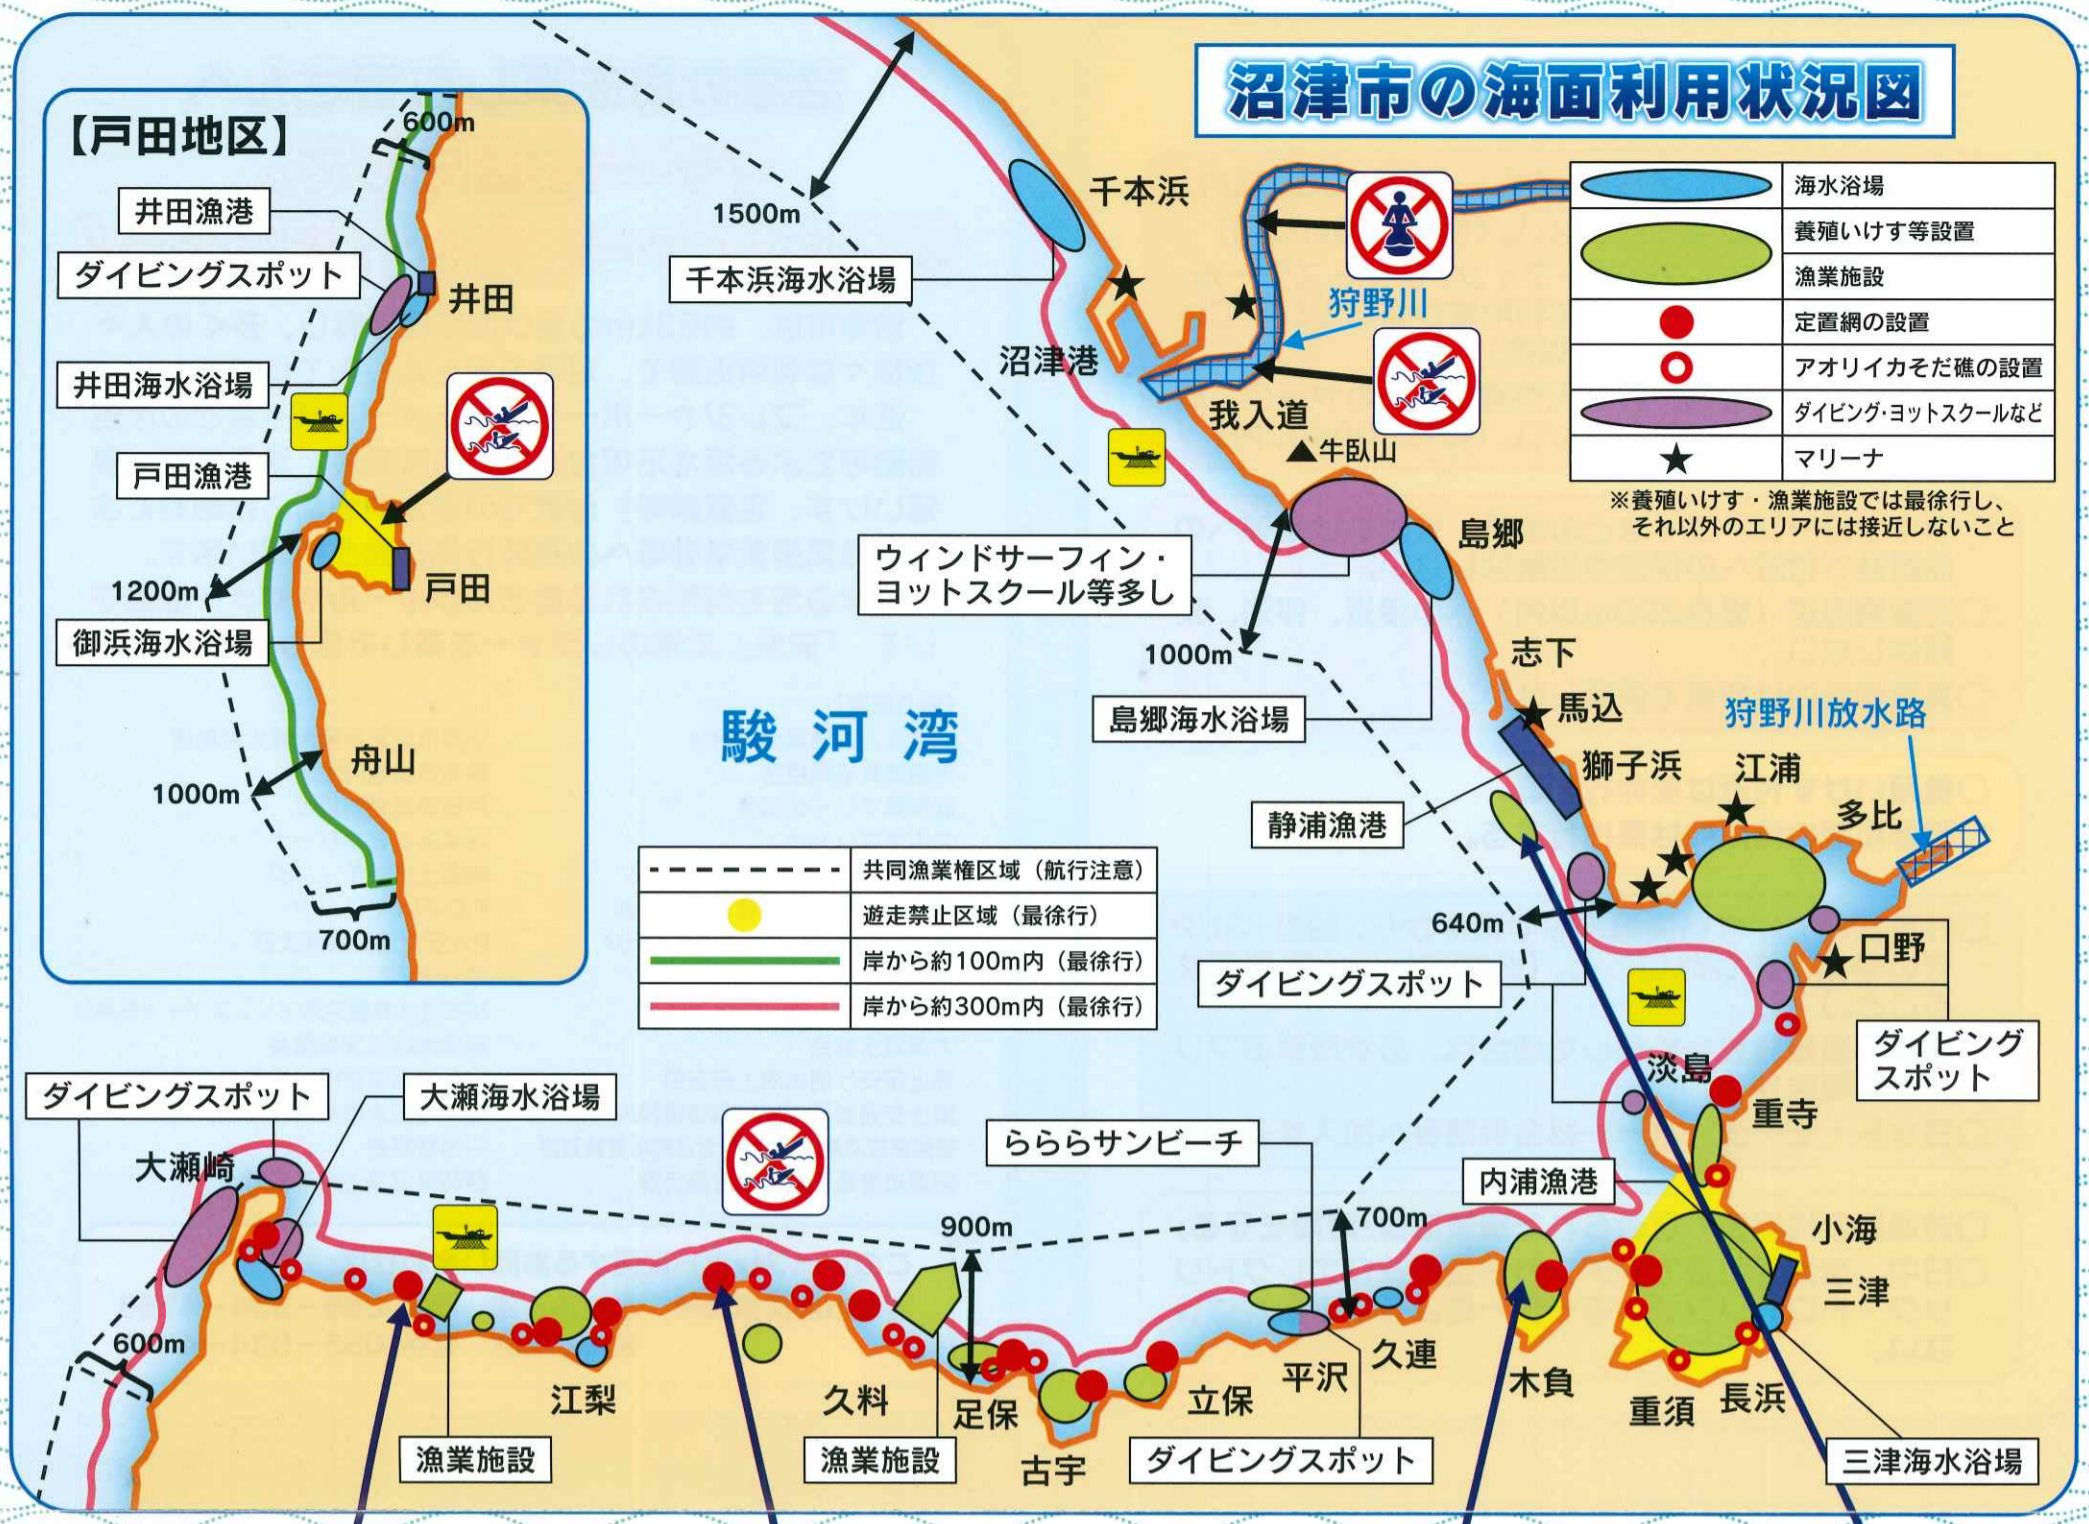 沼津市の海面利用状況図
【戸田地区】
600m
井田漁港
ダイビングスポット
井田
井田海水浴場
戸田漁港
1200m
戸田
御浜海水浴場
舟山
1000m
700m
1500m
千本浜
千本浜海水浴場
沼津港
狩野川
我入道
▲牛臥山
海水浴場
養殖いけす等設置
漁業施設
定置網の設置
アオリイカそだ礁の設置
ダイビング・ヨットスクールなど
マリーナ
※養殖いけす・漁業施設では最徐行し、
それ以外のエリアには接近しないこと
ウィンドサーフィン・
ヨットスクール等多し
島郷
1000m
志下
島郷海水浴場
馬込
狩野川放水路
駿河湾
獅子浜
江浦
多比
静浦漁港
640m
口野
ダイビングスポット
ダイビング
スポット
共同漁業権区域（航行注意）
遊走禁止区域（最徐行）
岸から約100m内（最徐行）
岸から約300m内（最徐行）
淡島
重寺
ダイビングスポット
大瀬海水浴場
大瀬崎
らららサンビーチ
内浦漁港
900m
700m
小海
三津
600m
江梨
久料
足保
古宇
立保
平沢
久連
木負
重須
長浜
漁業施設
漁業施設
ダイビングスポット
三津海水浴場